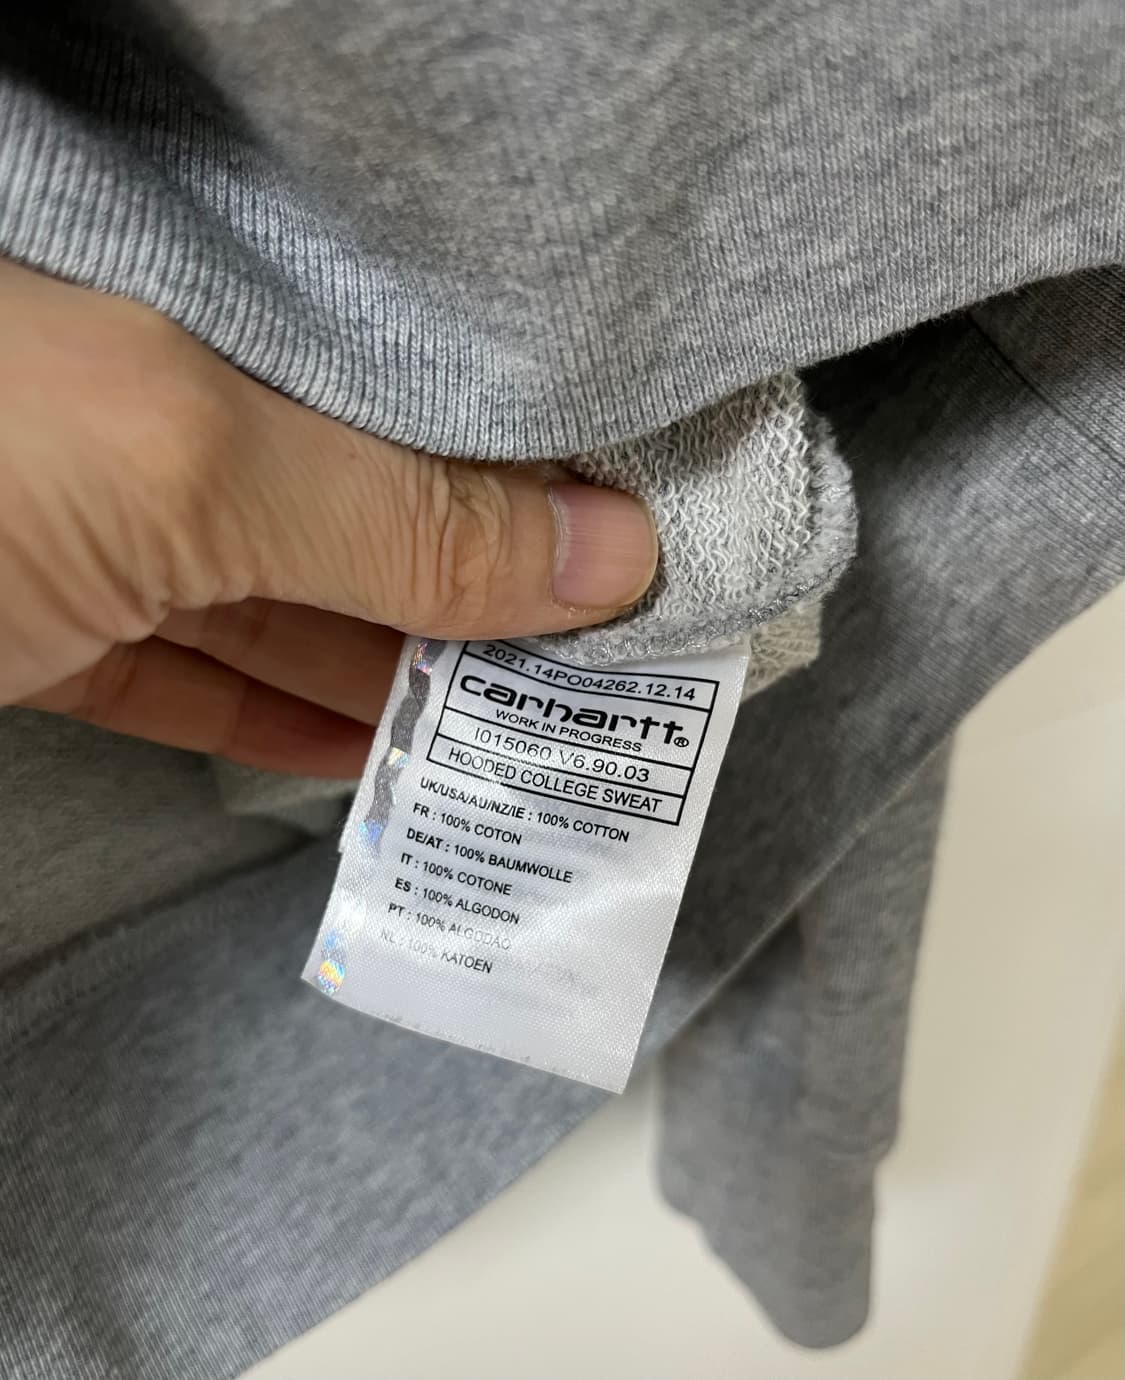 2021.14PO04262.12.14
carhartt®
WORK IN PROGRESS
I015060 V6.90.03
HOODED COLLEGE SWEAT
UK/USA/AU/NZ/IE : 100% COTTON
FR : 100% COTON
DE/AT : 100% BAUMWOLLE
IT : 100% COTONE
ES : 100% ALGODON
PT : 100% ALGODAO
NL : 100% KATOEN